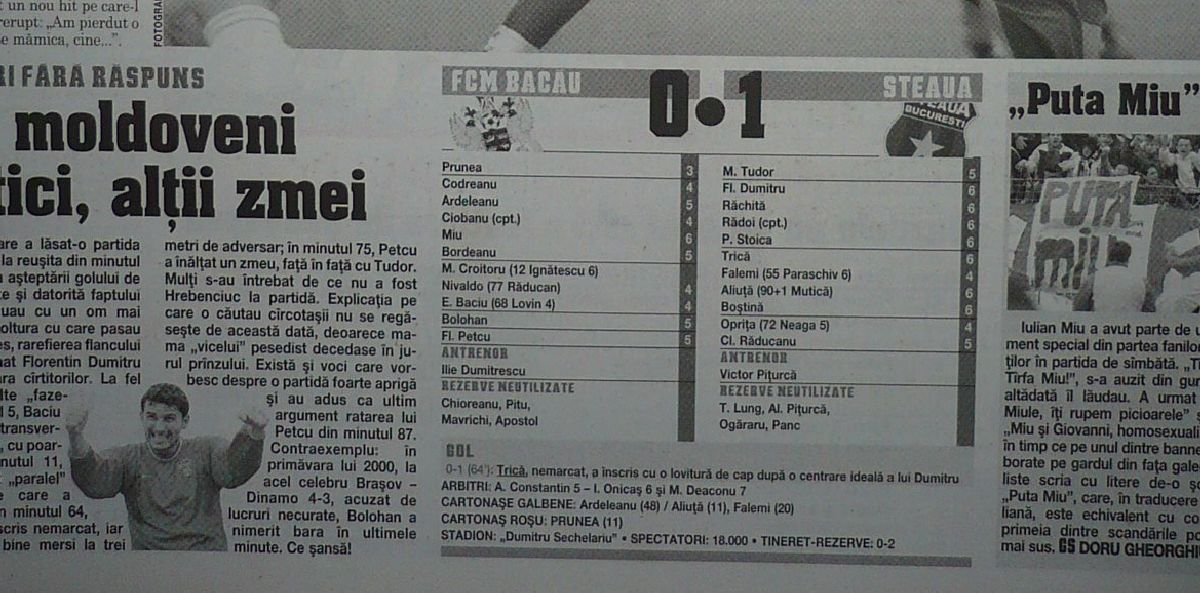 t un nou hit pe care-l
rerupt: „Am pierdut o
e mămica, cine...”.
FOTOGRA
RI FĂRĂ RĂSPUNS
moldoveni
tici, alții zmei
are a lăsat-o partida
la reușita din minutul
a așteptării golului de
te și datorită faptului
uau cu un om mai
oltura cu care pasau
es, rarefierea flancului
nat Florentin Dumitru
ura cîrtitorilor. La fel
lte „faze-
15, Baciu
transver-
, cu poar-
nutul 11,
„paralel”
e care a
n minutul 64,
scris nemarcat, iar
bine mersi la trei
metri de adversar; în minutul 75, Petcu
a înălțat un zmeu, față în față cu Tudor.
Mulți s-au întrebat de ce nu a fost
Hrebenciuc la partidă. Explicația pe
care o căutau circotașii nu se regă-
sește de această dată, deoarece ma-
ma „vicelui” pesedist decedase în ju-
rul prînzului. Există și voci care vor-
besc despre o partidă foarte aprigă
și au adus ca ultim
argument ratarea lui
Petcu din minutul 87.
Contraexemplu: în
primăvara lui 2000, la
acel celebru Brașov –
Dinamo 4-3, acuzat de
lucruri necurate, Bolohan a
nimerit bara în ultimele
minute. Ce șansă!
FCM BACĂU 0•1 STEAUA
STEAUA
BUCUREȘTI
Prunea 3
Codreanu 4
Ardeleanu 5
Ciobanu (cpt.) 4
Miu 6
Bordeanu 5
M. Croitoru (12 Ignătescu 6)
Nivaldo (77 Răducan) 4
E. Baciu (68 Lovin 4) 4
Bolohan 5
Fl. Petcu 5
ANTRENOR
Ilie Dumitrescu
REZERVE NEUTILIZATE
Chioreanu, Pitu,
Mavrichi, Apostol
M. Tudor 5
Fl. Dumitru 6
Răchită 6
Rădoi (cpt.) 6
P. Stoica 6
Trică 6
Falemi (55 Paraschiv 6) 4
Aliuță (90+1 Mutică) 6
Boștină 6
Oprița (72 Neaga 5) 4
Cl. Răducanu 5
ANTRENOR
Victor Pițurcă
REZERVE NEUTILIZATE
T. Lung, Al. Pițurcă,
Ogăraru, Panc
GOL
0-1 (64'): Trică, nemarcat, a înscris cu o lovitură de cap după o centrare ideală a lui Dumitru
ARBITRI: A. Constantin 5 – I. Onicaș 6 și M. Deaconu 7
CARTONAȘE GALBENE: Ardeleanu (48) / Aliuță (11), Falemi (20)
CARTONAȘ ROȘU: PRUNEA (11)
STADION: „Dumitru Sechelariu” • SPECTATORI: 18.000 • TINERET-REZERVE: 0-2
„Puta Miu”
PUTA
miu
Iulian Miu a avut parte de u
ment special din partea fanilor
ților în partida de sîmbătă. „Ti
Tîrfa Miu!”, s-a auzit din gur
altădată îl lăudau. A urmat
Miule, îți rupem picioarele”
„Miu și Giovanni, homosexuali
în timp ce pe unul dintre banne
borate pe gardul din fața gale
liste scria cu litere de-o șc
„Puta Miu”, care, în traducere
liană, este echivalent cu c
primeia dintre scandările po
mai sus. GS DORU GHEORGHI